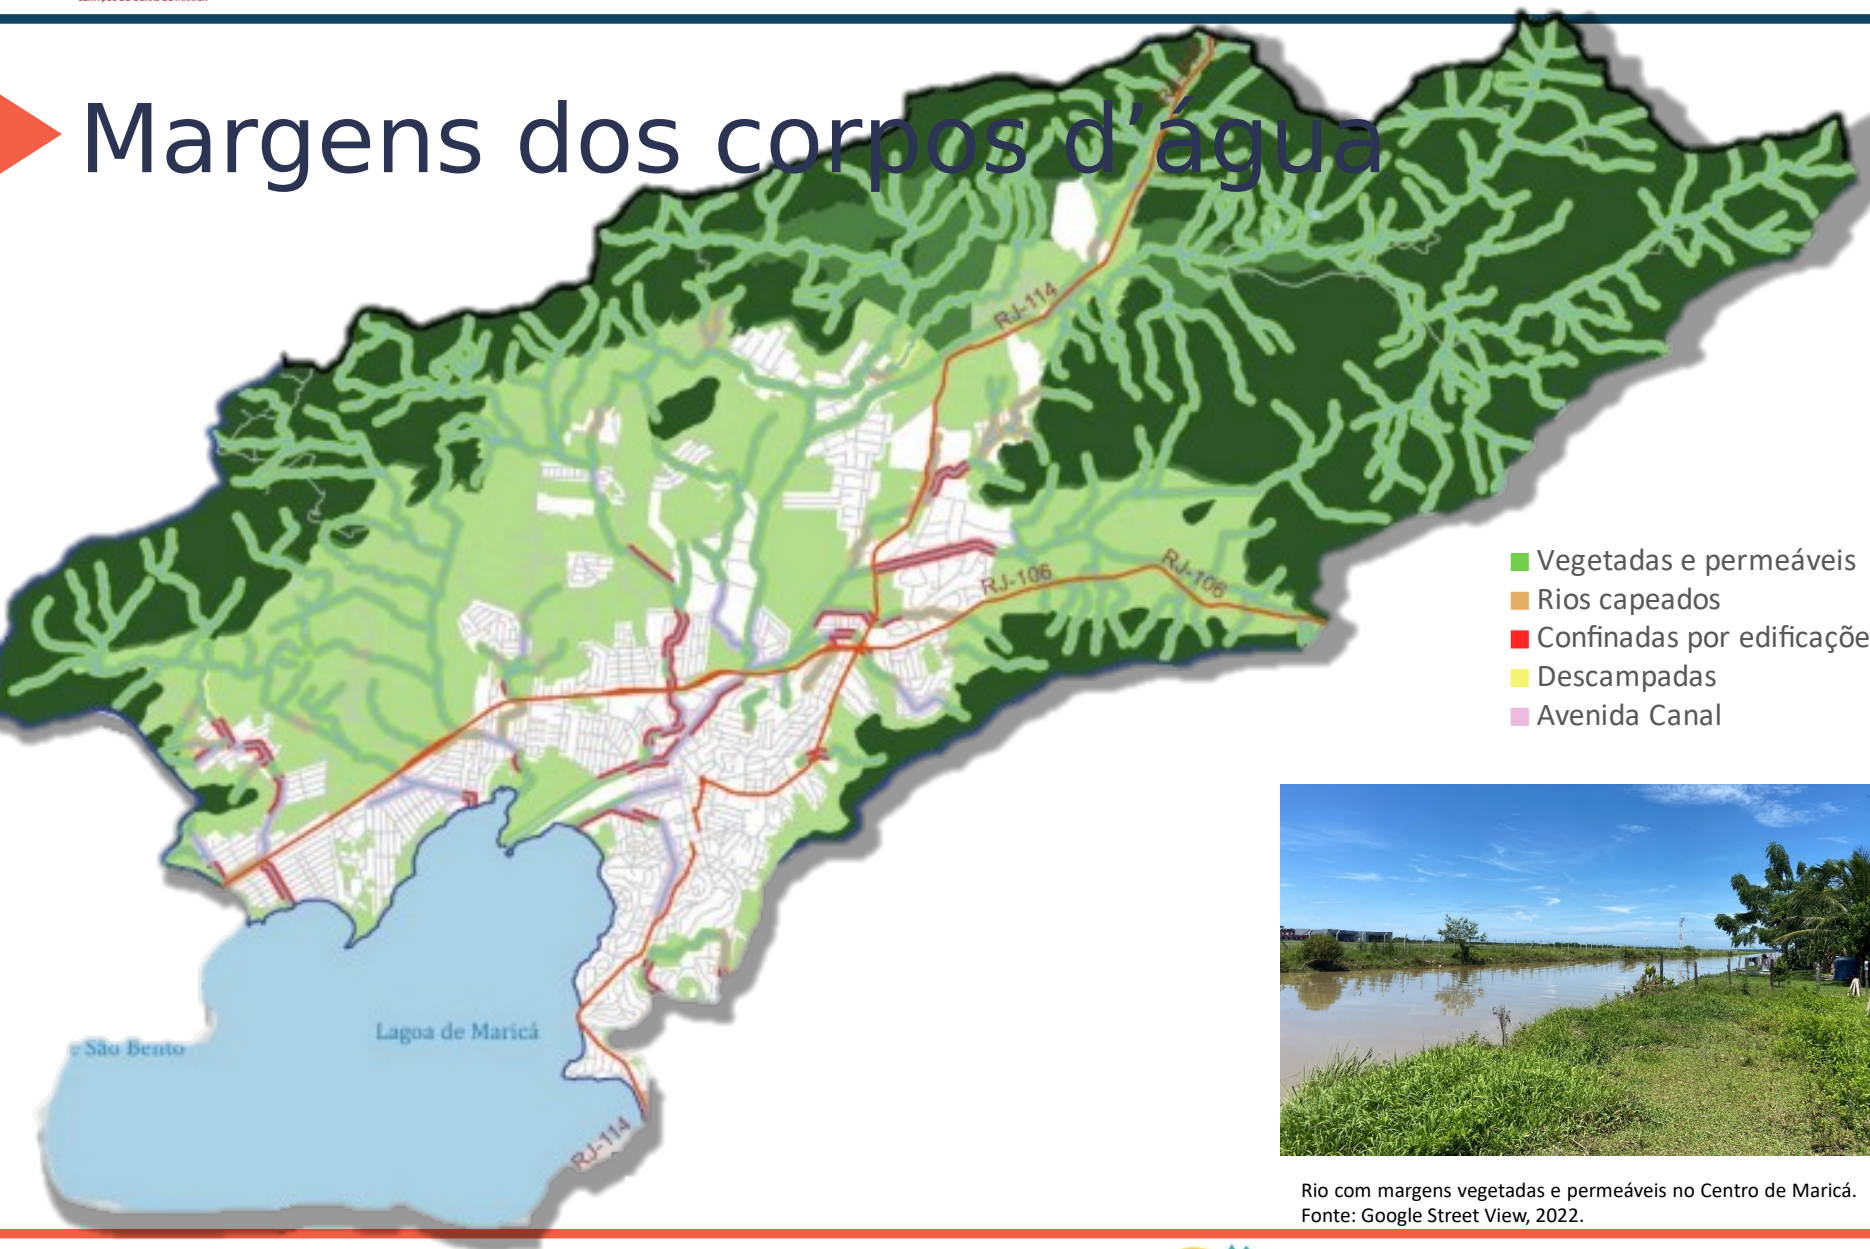 Margens dos corpos d’água
RJ-114
RJ-106
RJ-106
Vegetadas e permeáveis
Rios capeados
Confinadas por edificaçõe
Descampadas
Avenida Canal
Lagoa de Maricá
e São Bento
RJ-114
Rio com margens vegetadas e permeáveis no Centro de Maricá.
Fonte: Google Street View, 2022.